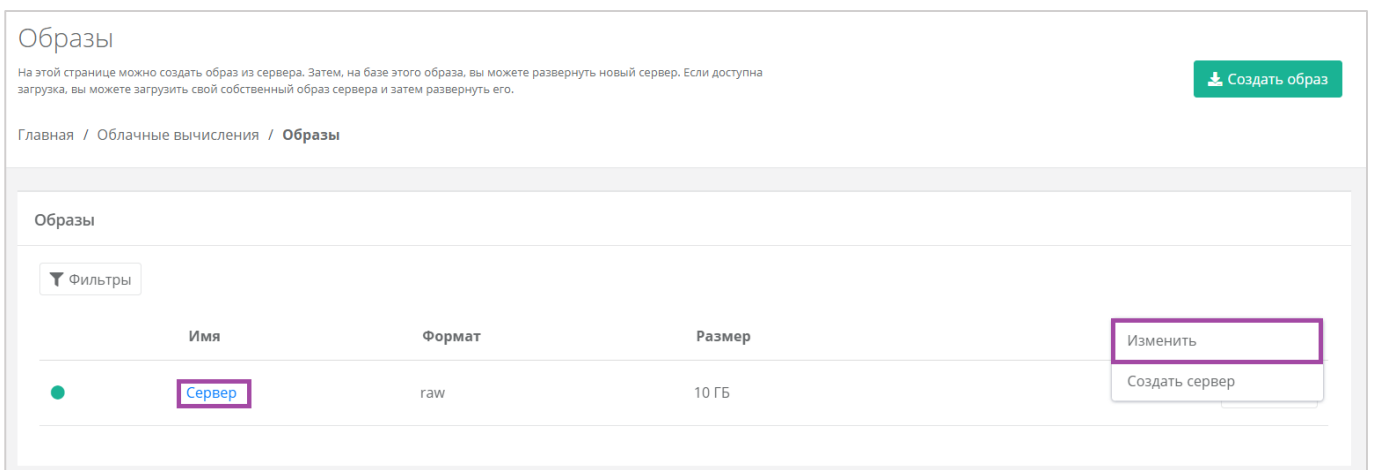 Образы
На этой странице можно создать образ из сервера. Затем, на базе этого образа, вы можете развернуть новый сервер. Если доступна
загрузка, вы можете загрузить свой собственный образ сервера и затем развернуть его.
Создать образ
Главная / Облачные вычисления / Образы
Образы
Фильтры
Имя Формат Размер
Изменить
Создать сервер
Сервер raw 10 ГБ